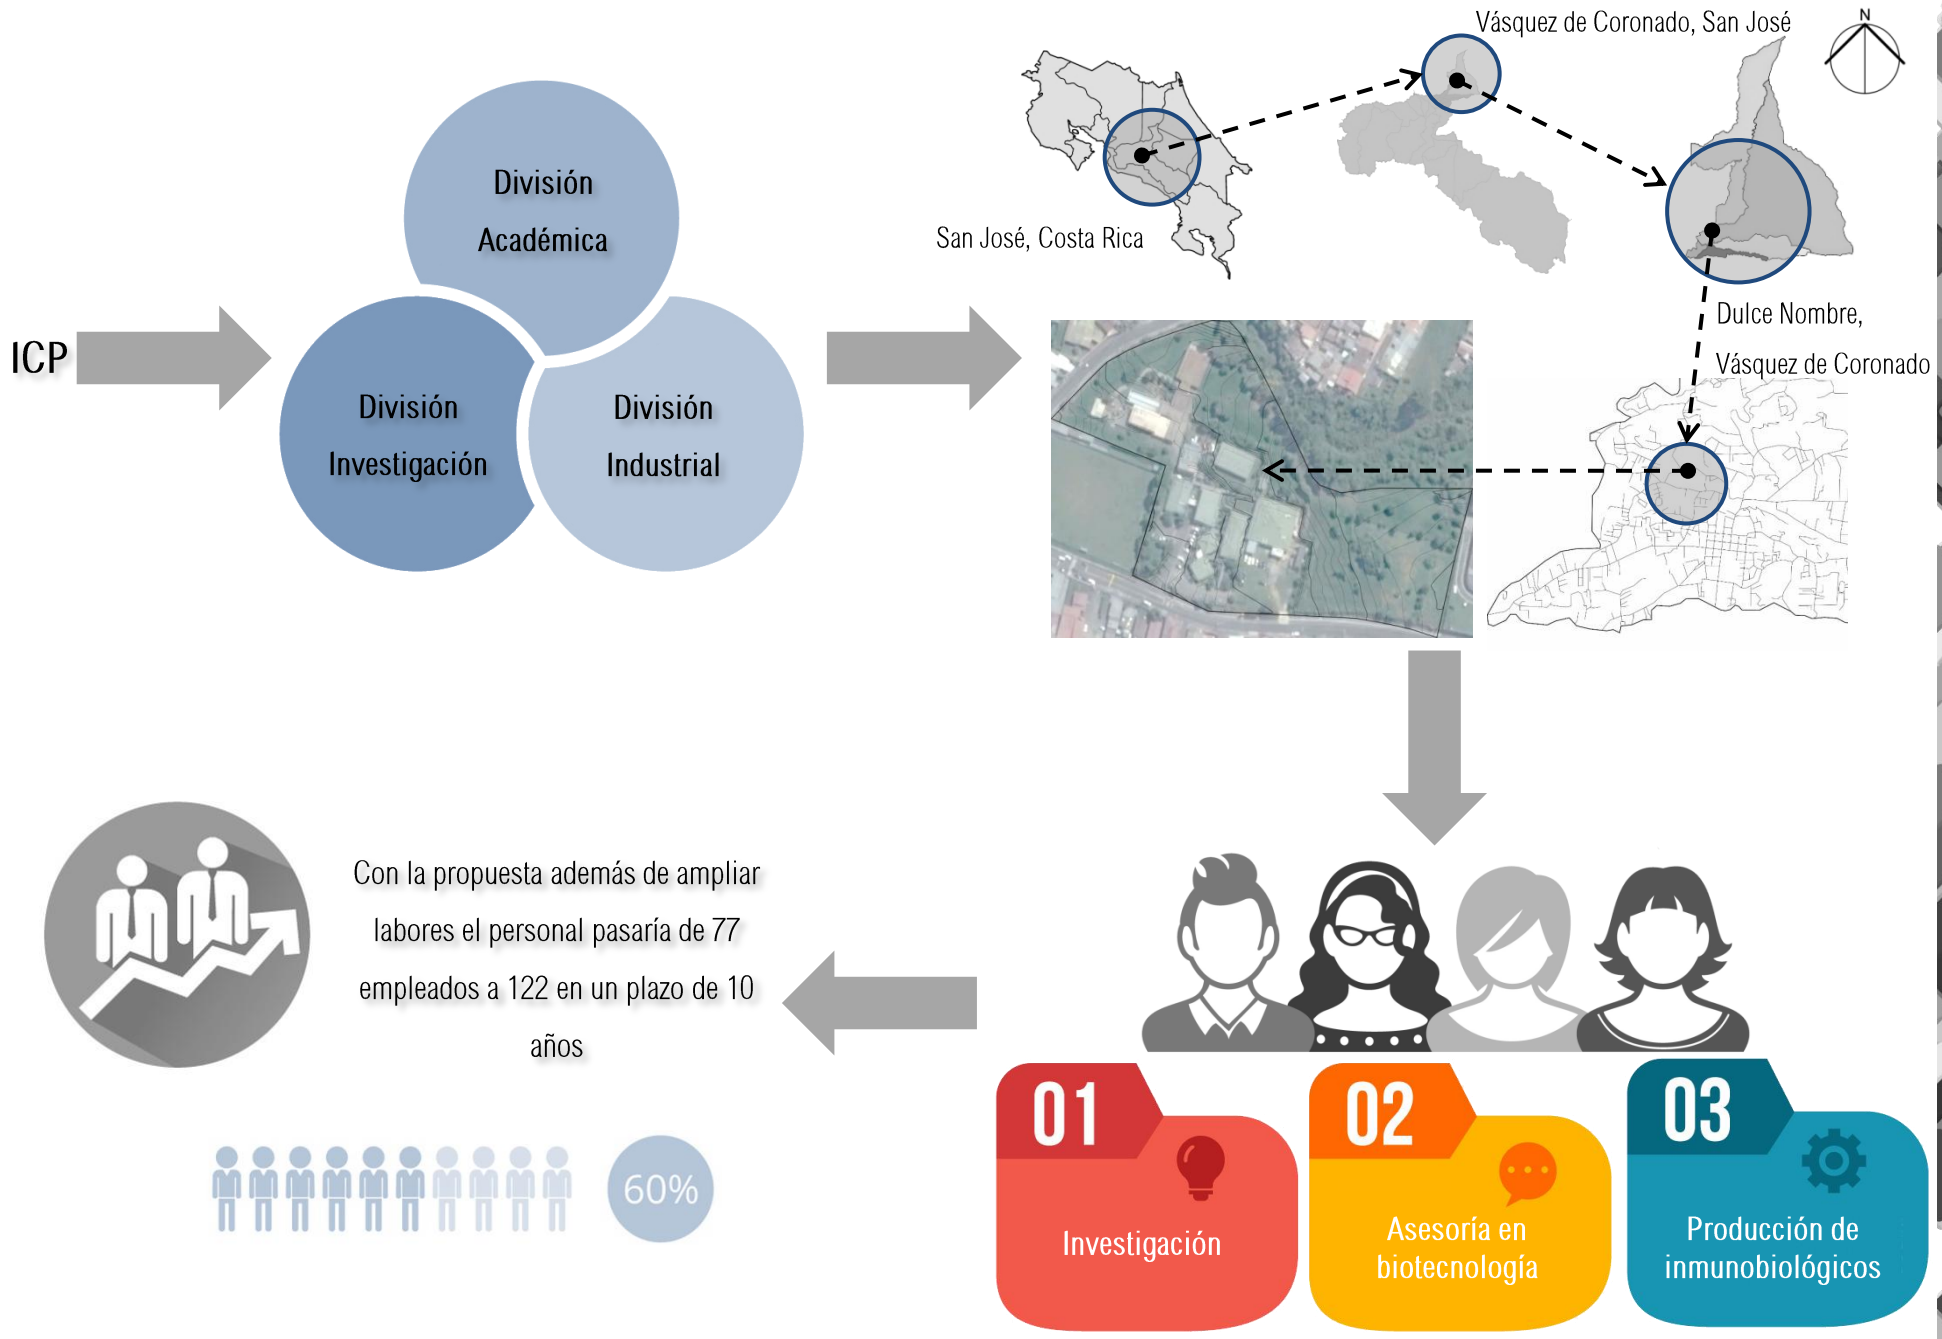 ICP
División
Académica
División
Investigación
División
Industrial
Vásquez de Coronado, San José
N
San José, Costa Rica
Dulce Nombre,
Vásquez de Coronado
01
Investigación
02
Asesoría en
biotecnología
03
Producción de
inmunobiológicos
Con la propuesta además de ampliar
labores el personal pasaría de 77
empleados a 122 en un plazo de 10
años
60%